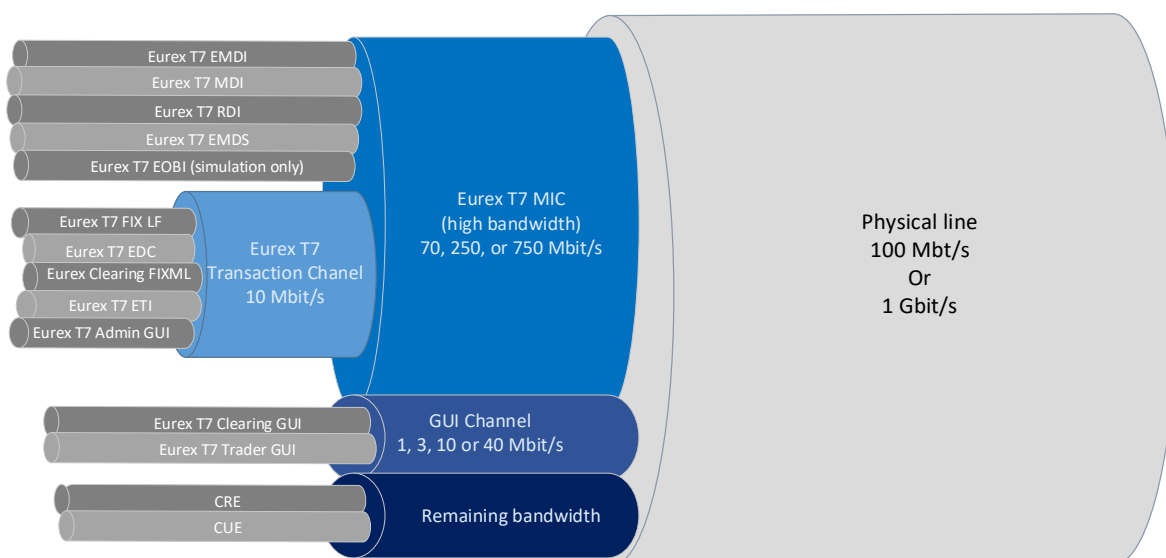 Eurex T7 EMDI
Eurex T7 MDI
Eurex T7 RDI
Eurex T7 EMDS
Eurex T7 EOBI (simulation only)
Eurex T7 FIX LF
Eurex T7 EDC
Eurex Clearing FIXML
Eurex T7 ETI
Eurex T7 Admin GUI
Eurex T7
Transaction Chanel
10 Mbit/s
Eurex T7 MIC
(high bandwidth)
70, 250, or 750 Mbit/s
Physical line
100 Mbt/s
Or
1 Gbit/s
Eurex T7 Clearing GUI
Eurex T7 Trader GUI
GUI Channel
1, 3, 10 or 40 Mbit/s
CRE
CUE
Remaining bandwidth